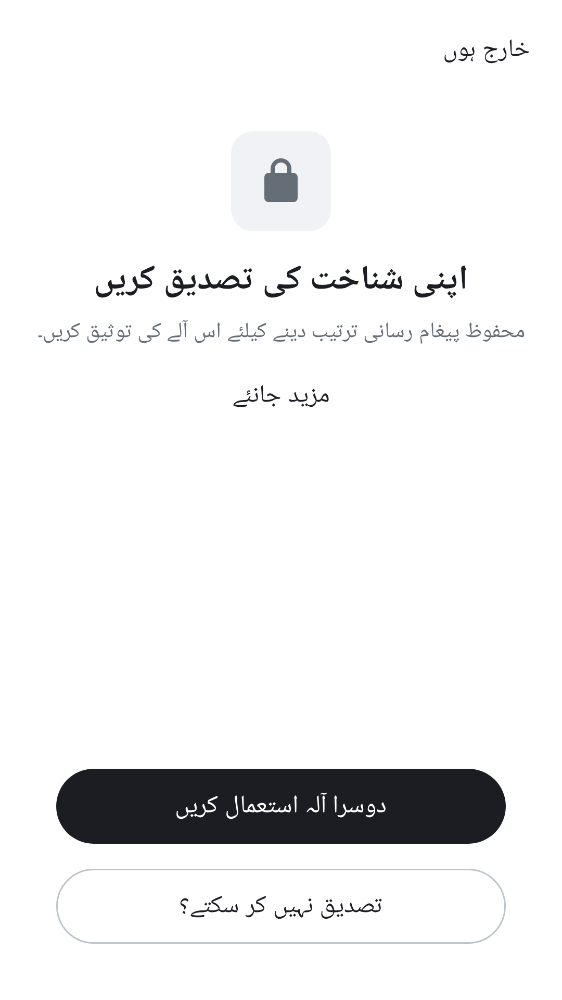 خارج ہوں
اپنی شناخت کی تصدیق کریں
محفوظ پیغام رسانی ترتیب دینے کیلئے اس آلے کی توثیق کریں۔
مزید جانئے
دوسرا آلہ استعمال کریں
تصدیق نہیں کر سکتے؟